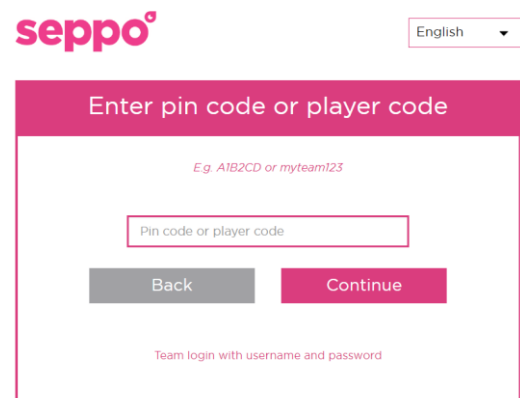 seppo
English
Enter pin code or player code
E.g. A1B2CD or myteam123
Pin code or player code
Back
Continue
Team login with username and password